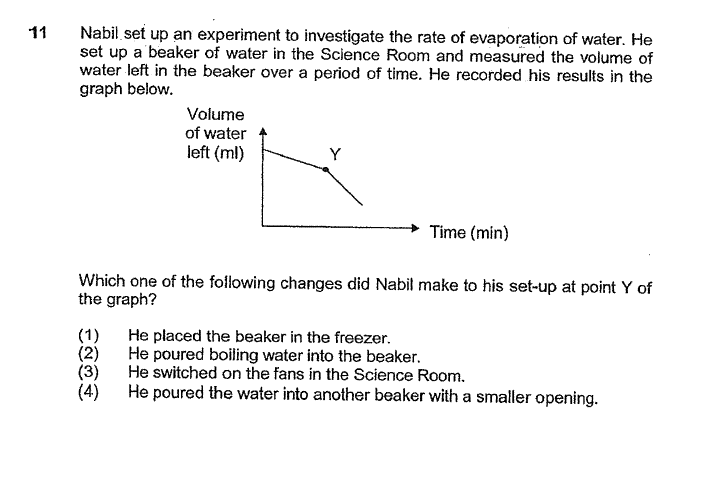 11 Nabil set up an experiment to investigate the rate of evaporation of water. He
set up a beaker of water in the Science Room and measured the volume of
water left in the beaker over a period of time. He recorded his results in the
graph below.
Volume
of water
left (ml)
Y
Time (min)
Which one of the following changes did Nabil make to his set-up at point Y of
the graph?
(1) He placed the beaker in the freezer.
(2) He poured boiling water into the beaker.
(3) He switched on the fans in the Science Room.
(4) He poured the water into another beaker with a smaller opening.